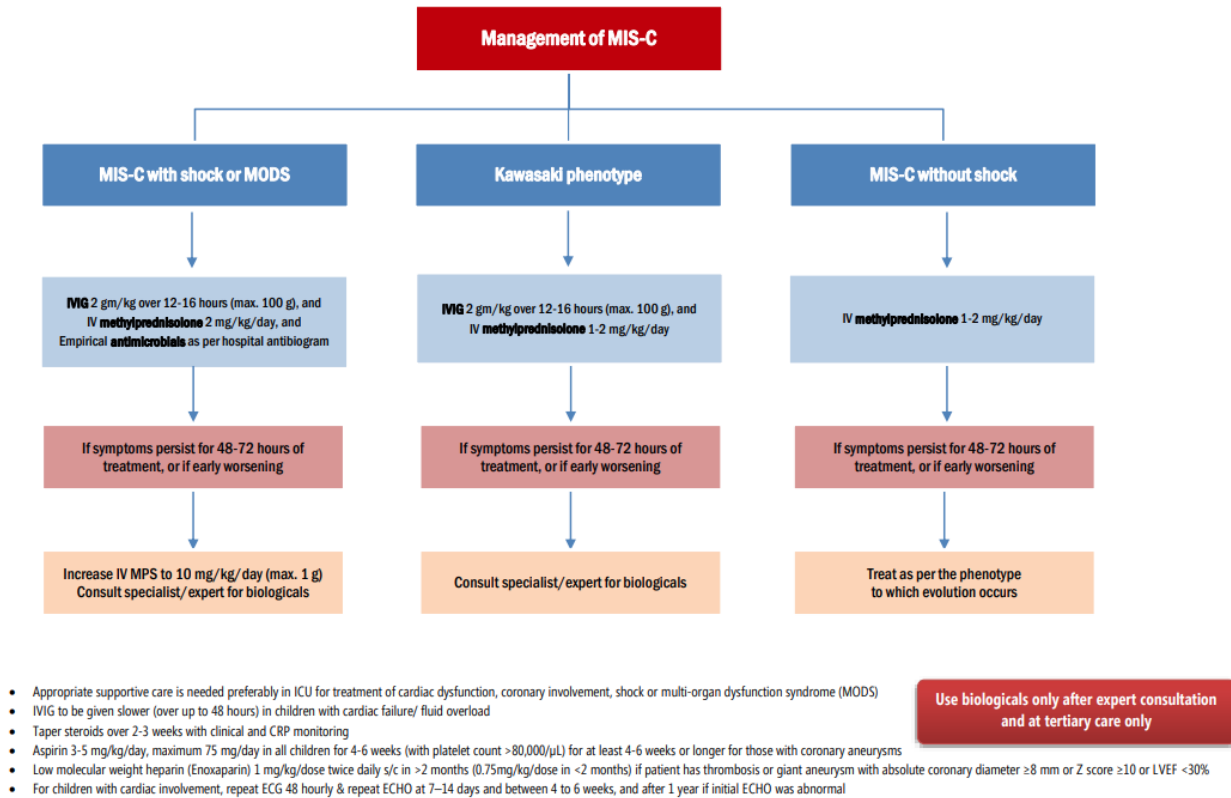 Management of MIS-C
MIS-C with shock or MODS
Kawasaki phenotype
MIS-C without shock
IVIG 2 gm/kg over 12-16 hours (max. 100 g), and
IV methylprednisolone 2 mg/kg/day, and
Empirical antimicrobials as per hospital antibiogram
IVIG 2 gm/kg over 12-16 hours (max. 100 g), and
IV methylprednisolone 1-2 mg/kg/day
IV methylprednisolone 1-2 mg/kg/day
If symptoms persist for 48-72 hours of
treatment, or if early worsening
If symptoms persist for 48-72 hours of
treatment, or if early worsening
If symptoms persist for 48-72 hours of
treatment, or if early worsening
Increase IV MPS to 10 mg/kg/day (max. 1 g)
Consult specialist/expert for biologicals
Consult specialist/expert for biologicals
Treat as per the phenotype
to which evolution occurs
• Appropriate supportive care is needed preferably in ICU for treatment of cardiac dysfunction, coronary involvement, shock or multi-organ dysfunction syndrome (MODS)
• IVIG to be given slower (over up to 48 hours) in children with cardiac failure/ fluid overload
• Taper steroids over 2-3 weeks with clinical and CRP monitoring
• Aspirin 3-5 mg/kg/day, maximum 75 mg/day in all children for 4-6 weeks (with platelet count >80,000/µL) for at least 4-6 weeks or longer for those with coronary aneurysms
• Low molecular weight heparin (Enoxaparin) 1 mg/kg/dose twice daily s/c in >2 months (0.75mg/kg/dose in <2 months) if patient has thrombosis or giant aneurysm with absolute coronary diameter ≥8 mm or Z score ≥10 or LVEF <30%
• For children with cardiac involvement, repeat ECG 48 hourly & repeat ECHO at 7–14 days and between 4 to 6 weeks, and after 1 year if initial ECHO was abnormal
Use biologicals only after expert consultation
and at tertiary care only